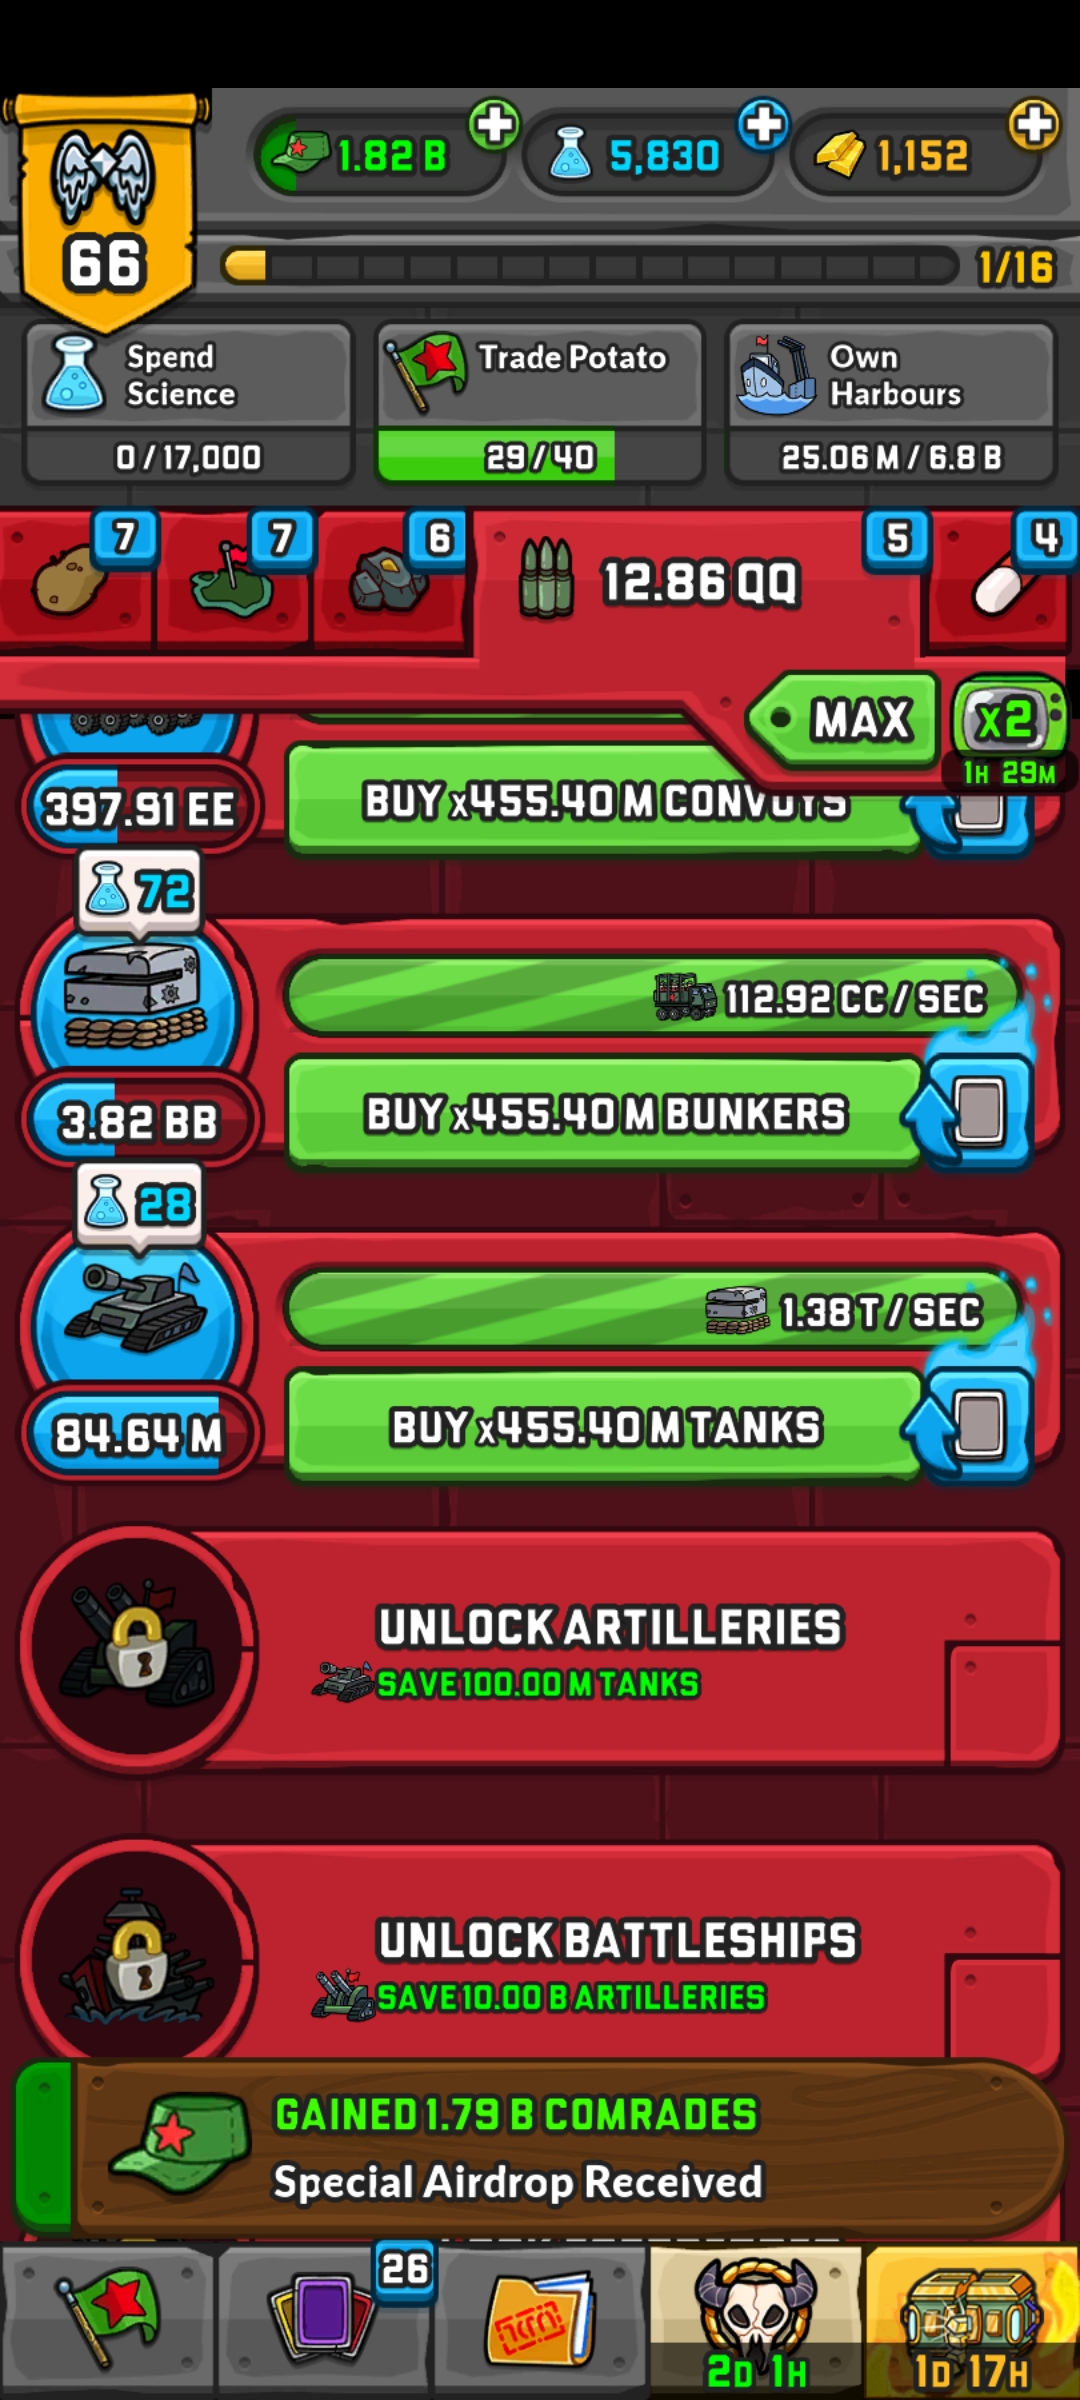 1.82 B
5,830
1,152
66
1/16
Spend
Science
0 / 17,000
Trade Potato
29 / 40
Own
Harbours
25.06 M / 6.8 B
7
7
6
12.86 QQ
5
4
MAX
x2
1H 29M
397.91 EE
BUY x455.40 M CONVOYS
72
112.92 CC / SEC
3.82 BB
BUY x455.40 M BUNKERS
28
1.38 T / SEC
84.64 M
BUY x455.40 M TANKS
UNLOCK ARTILLERIES
SAVE 100.00 M TANKS
UNLOCK BATTLESHIPS
SAVE 10.00 B ARTILLERIES
GAINED 1.79 B COMRADES
Special Airdrop Received
26
2D 1H
1D 17H